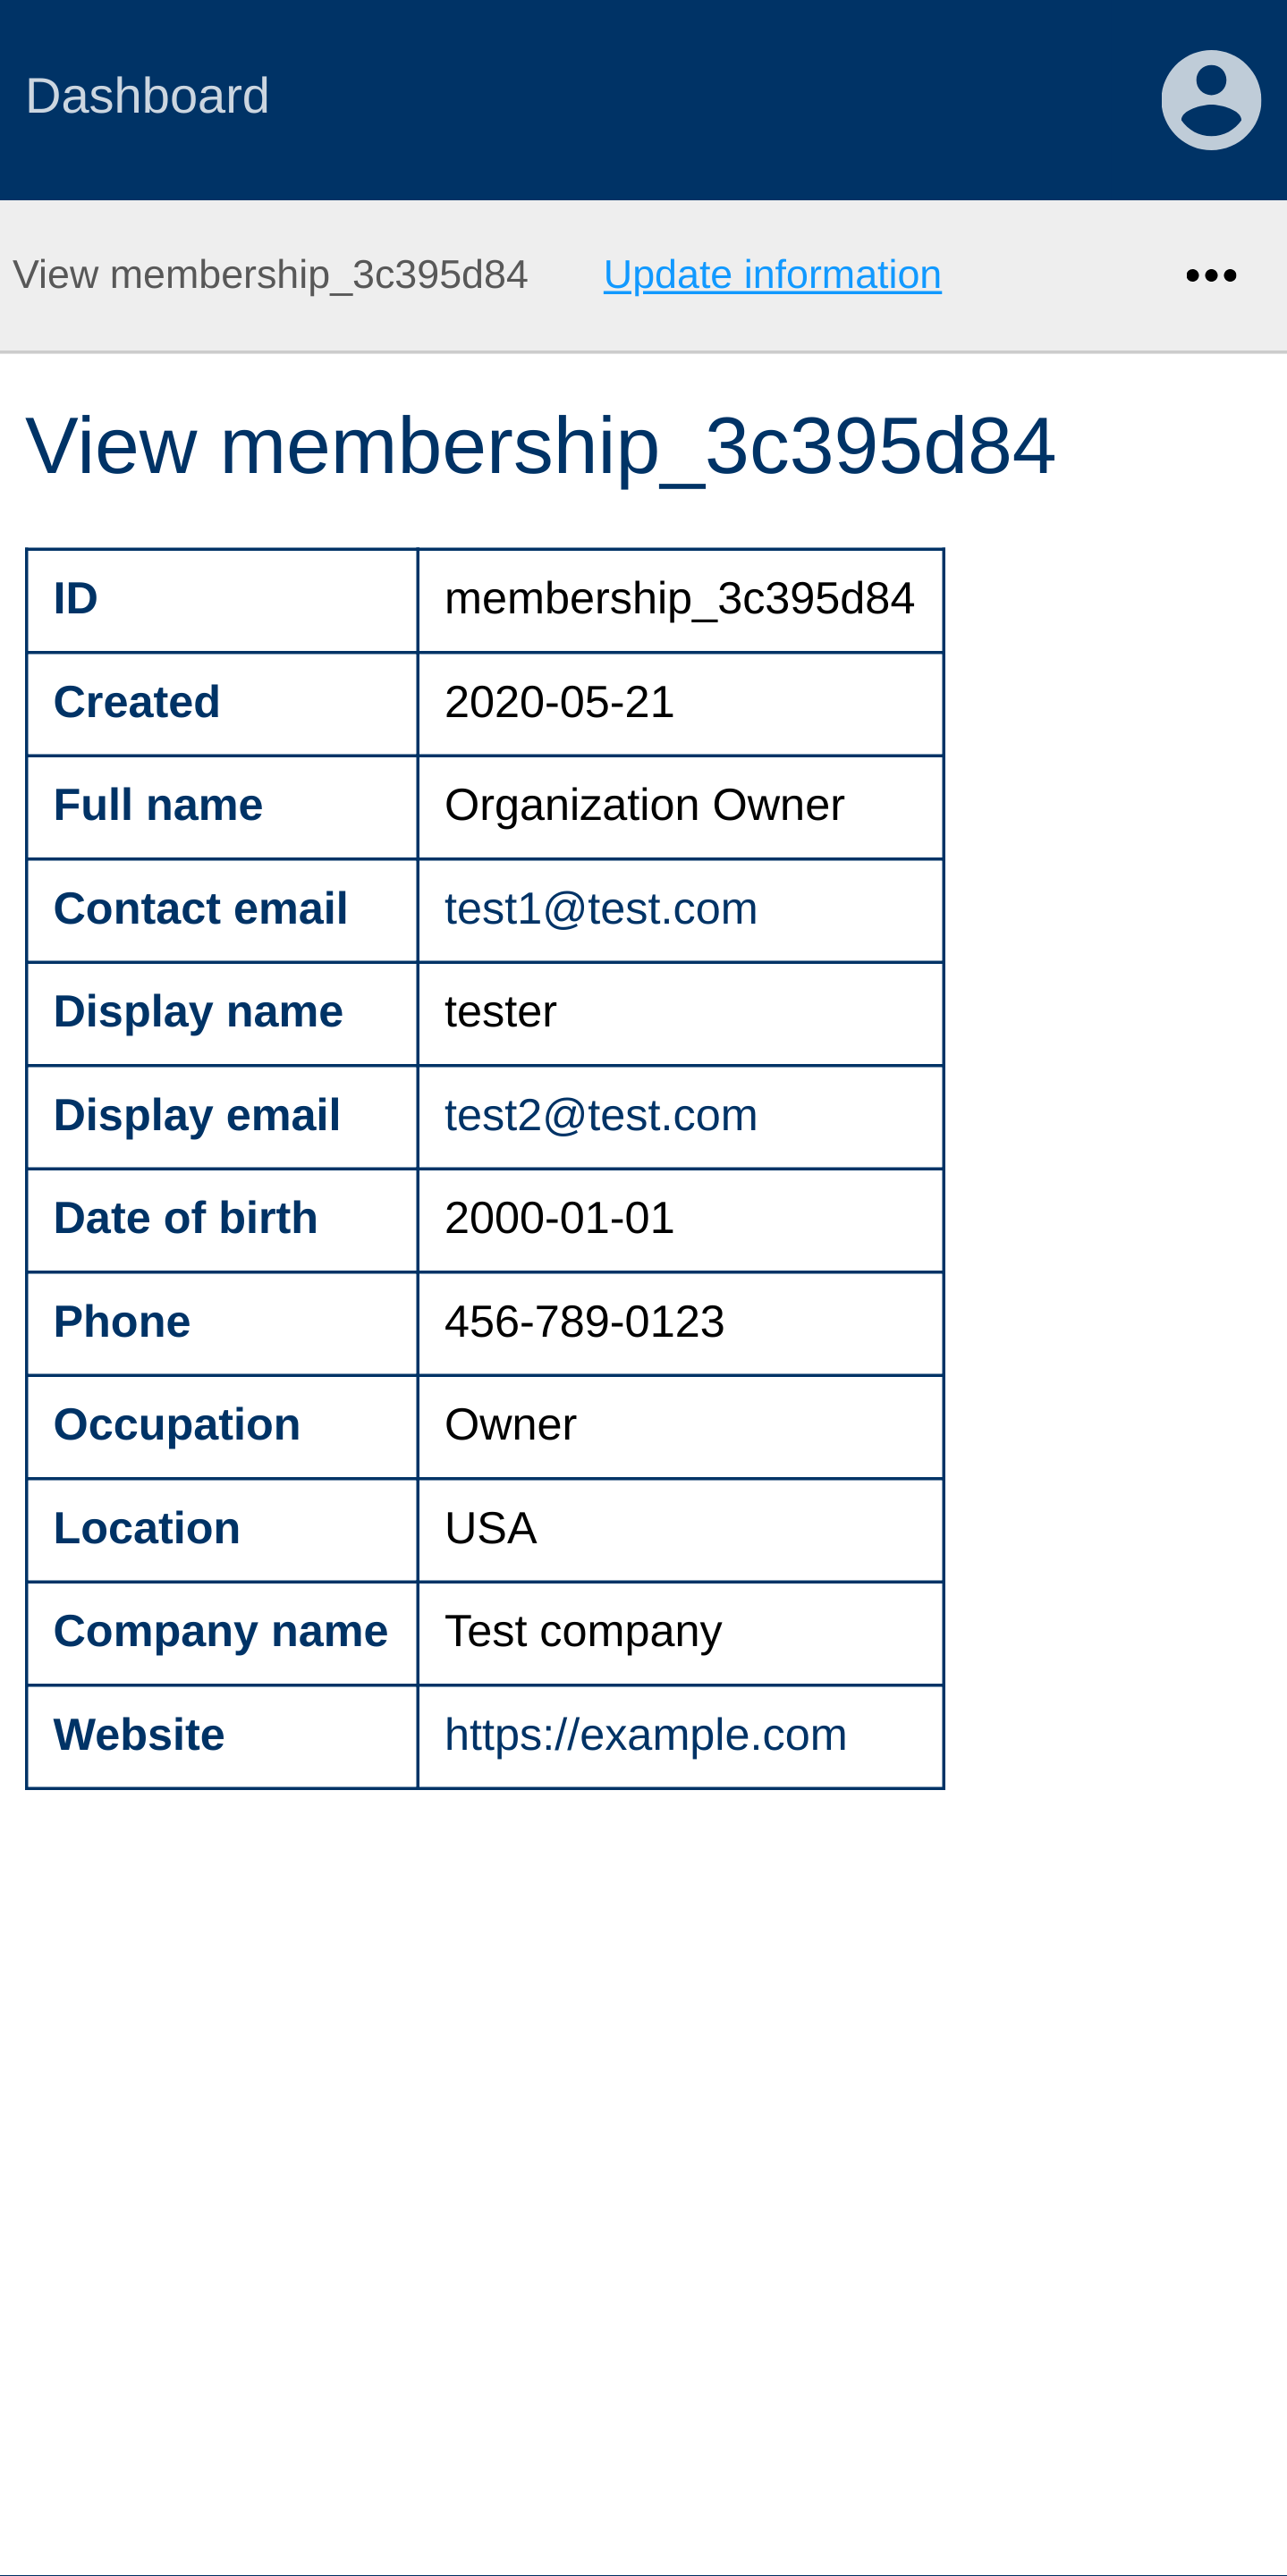 Dashboard
View membership_3c395d84 Update information •••
View membership_3c395d84
ID membership_3c395d84
Created 2020-05-21
Full name Organization Owner
Contact email test1@test.com
Display name tester
Display email test2@test.com
Date of birth 2000-01-01
Phone 456-789-0123
Occupation Owner
Location USA
Company name Test company
Website https://example.com